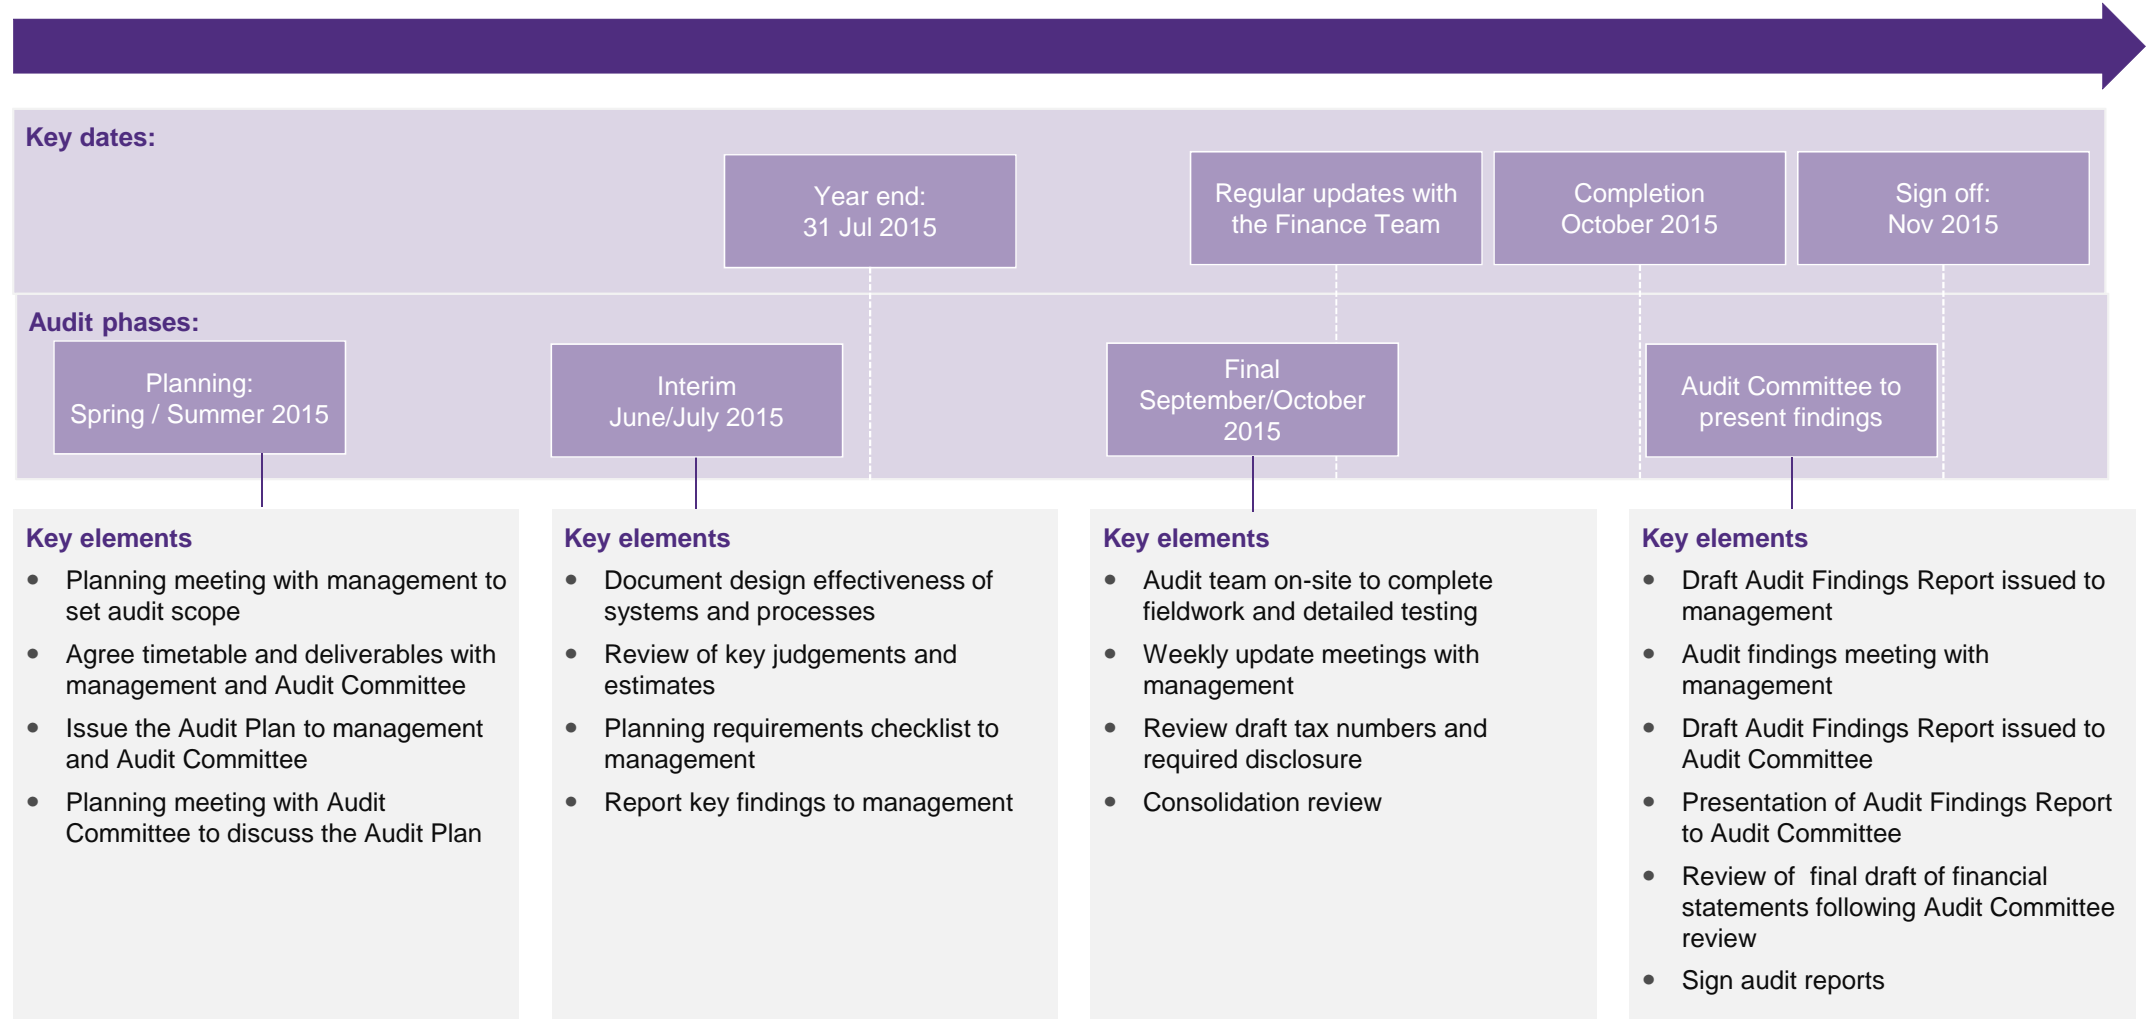 Key dates:
Year end:
31 Jul 2015
Regular updates with
the Finance Team
Completion
October 2015
Sign off:
Nov 2015
Audit phases:
Planning:
Spring / Summer 2015
Interim
June/July 2015
Final
September/October
2015
Audit Committee to
present findings
Key elements
• Planning meeting with management to
set audit scope
• Agree timetable and deliverables with
management and Audit Committee
• Issue the Audit Plan to management
and Audit Committee
• Planning meeting with Audit
Committee to discuss the Audit Plan
Key elements
• Document design effectiveness of
systems and processes
• Review of key judgements and
estimates
• Planning requirements checklist to
management
• Report key findings to management
Key elements
• Audit team on-site to complete
fieldwork and detailed testing
• Weekly update meetings with
management
• Review draft tax numbers and
required disclosure
• Consolidation review
Key elements
• Draft Audit Findings Report issued to
management
• Audit findings meeting with
management
• Draft Audit Findings Report issued to
Audit Committee
• Presentation of Audit Findings Report
to Audit Committee
• Review of  final draft of financial
statements following Audit Committee
review
• Sign audit reports